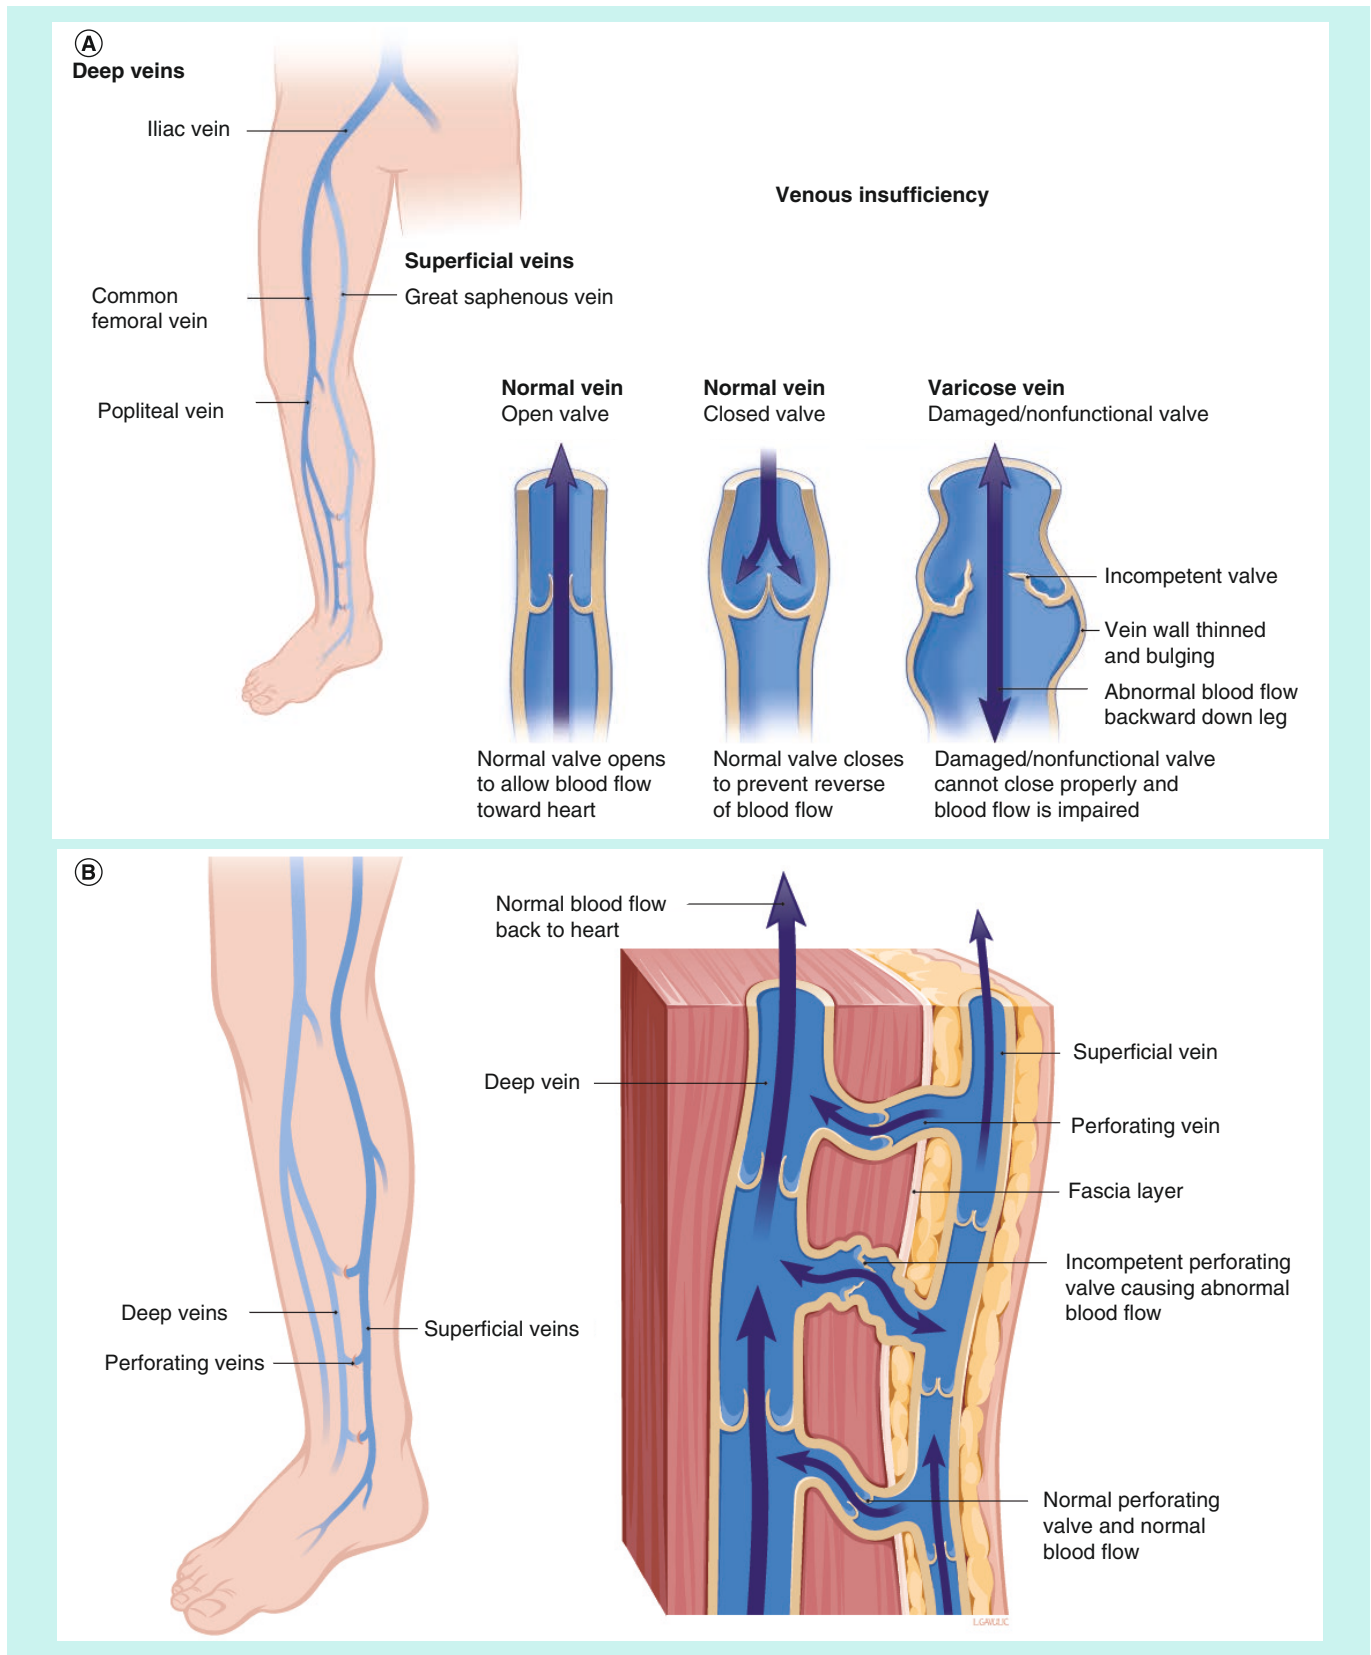 A
Deep veins
Iliac vein
Venous insufficiency
Superficial veins
Great saphenous vein
Common
femoral vein
Popliteal vein
Normal vein
Open valve
Normal vein
Closed valve
Varicose vein
Damaged/nonfunctional valve
Incompetent valve
Vein wall thinned
and bulging
Abnormal blood flow
backward down leg
Normal valve opens
to allow blood flow
toward heart
Normal valve closes
to prevent reverse
of blood flow
Damaged/nonfunctional valve
cannot close properly and
blood flow is impaired
B
Normal blood flow
back to heart
Deep vein
Superficial vein
Perforating vein
Fascia layer
Incompetent perforating
valve causing abnormal
blood flow
Deep veins
Superficial veins
Perforating veins
Normal perforating
valve and normal
blood flow
L.GAVULIC